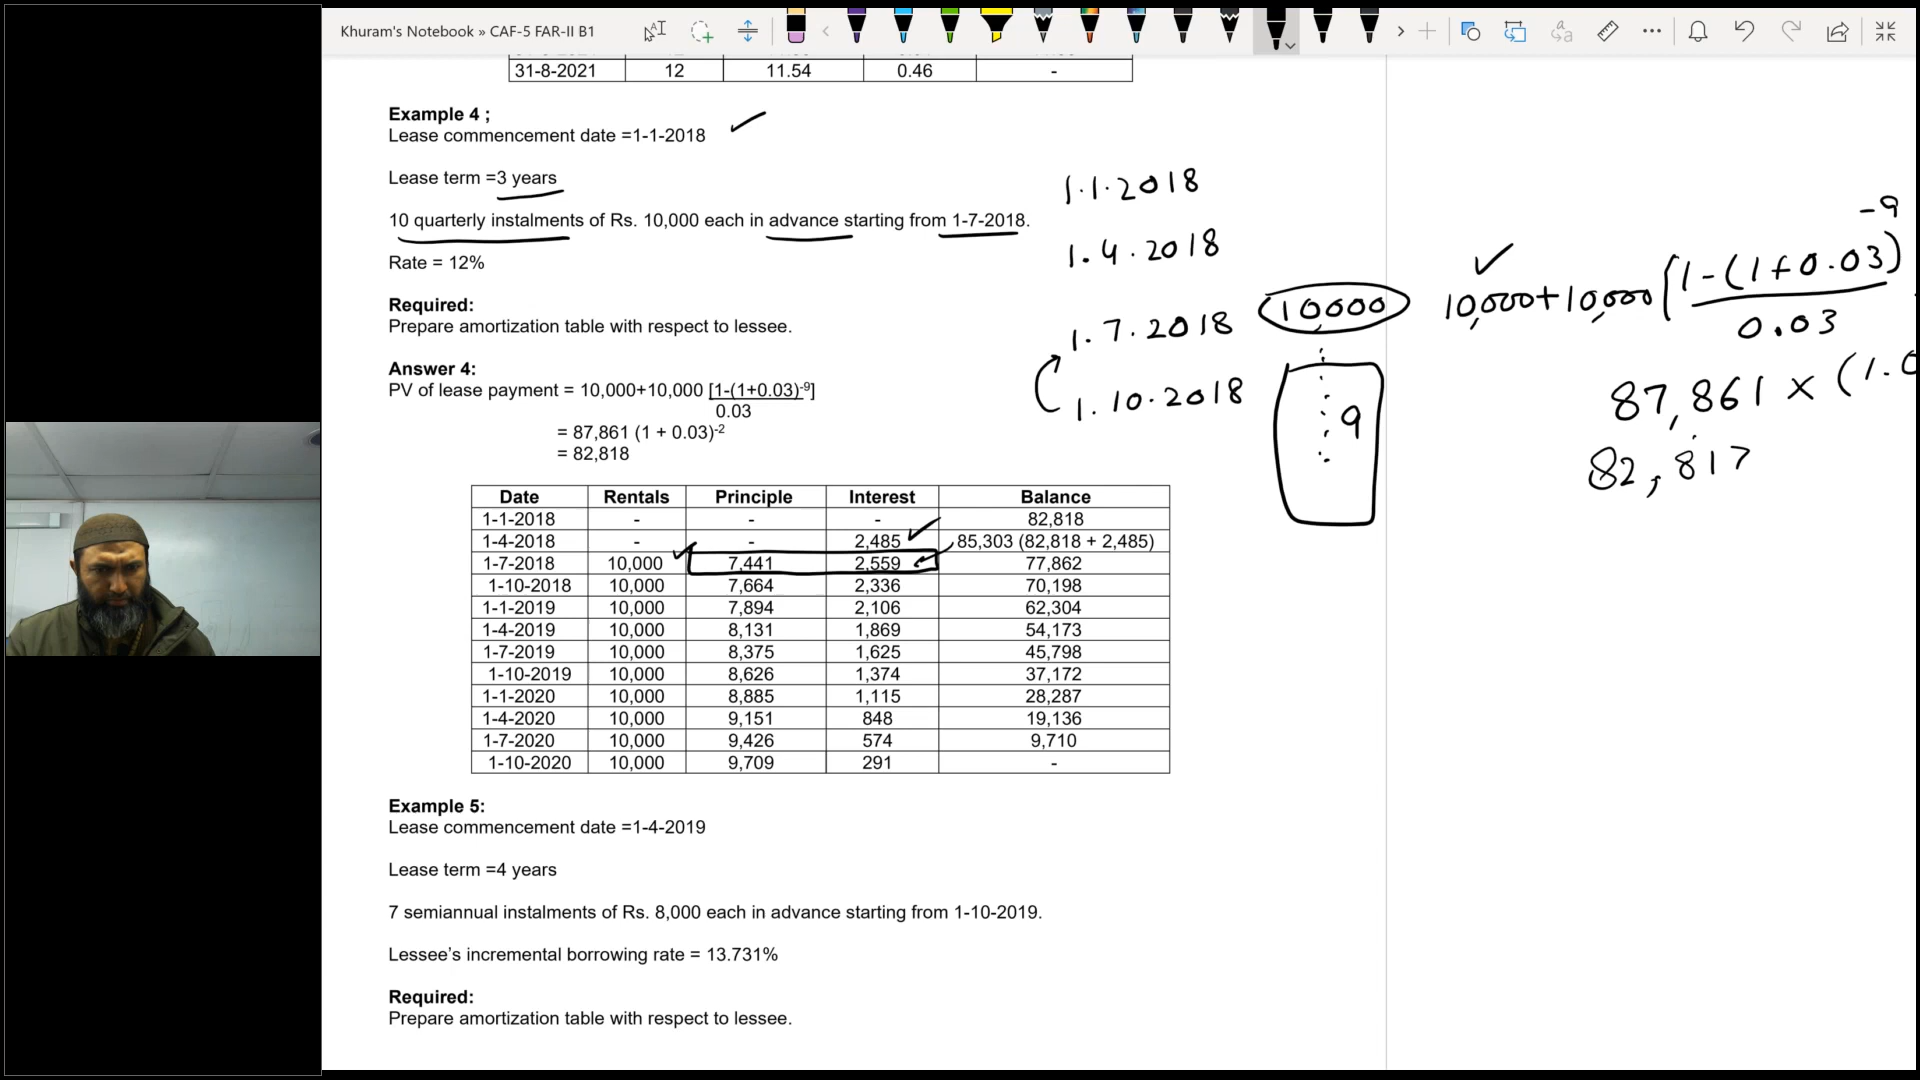 Khuram's Notebook » CAF-5 FAR-II B1
31-8-2021 12 11.54 0.46 -
Example 4 ;
Lease commencement date =1-1-2018
Lease term =3 years
10 quarterly instalments of Rs. 10,000 each in advance starting from 1-7-2018.
Rate = 12%
Required:
Prepare amortization table with respect to lessee.
Answer 4:
PV of lease payment = 10,000+10,000 [1-(1+0.03)-9]
0.03
= 87,861 (1 + 0.03)-2
= 82,818
Date Rentals Principle Interest Balance
1-1-2018 - - - 82,818
1-4-2018 - - 2,485 85,303 (82,818 + 2,485)
1-7-2018 10,000 7,441 2,559 77,862
1-10-2018 10,000 7,664 2,336 70,198
1-1-2019 10,000 7,894 2,106 62,304
1-4-2019 10,000 8,131 1,869 54,173
1-7-2019 10,000 8,375 1,625 45,798
1-10-2019 10,000 8,626 1,374 37,172
1-1-2020 10,000 8,885 1,115 28,287
1-4-2020 10,000 9,151 848 19,136
1-7-2020 10,000 9,426 574 9,710
1-10-2020 10,000 9,709 291 -
Example 5:
Lease commencement date =1-4-2019
Lease term =4 years
7 semiannual instalments of Rs. 8,000 each in advance starting from 1-10-2019.
Lessee’s incremental borrowing rate = 13.731%
Required:
Prepare amortization table with respect to lessee.
1.1.2018
1.4.2018
1.7.2018 10000
1.10.2018 9
-9
10,000+10,000 [1-(1+0.03)
0.03
87,861 × (1.0
82,817